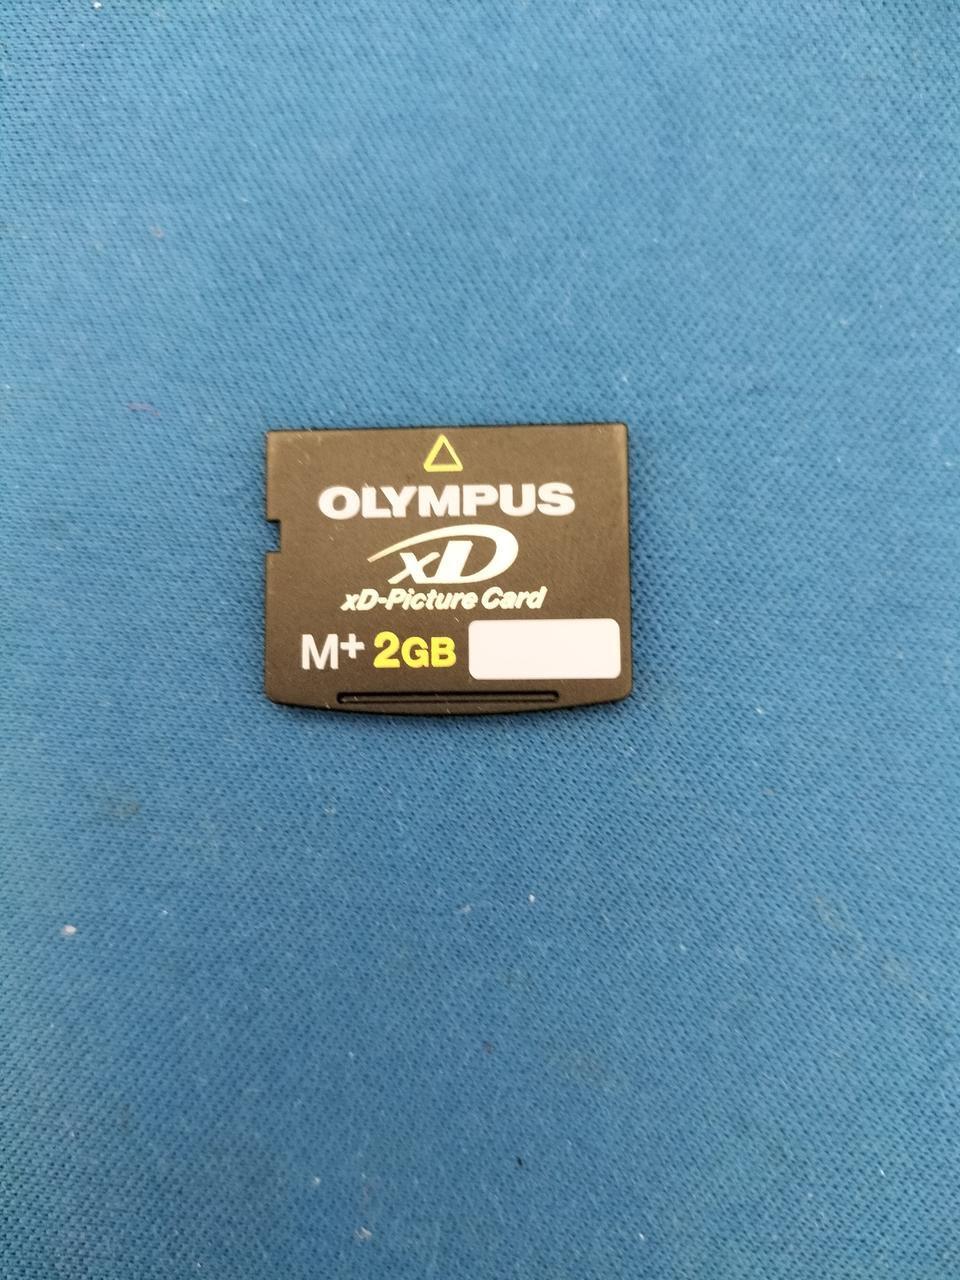 OLYMPUS
xD
xD-Picture Card
M+ 2GB